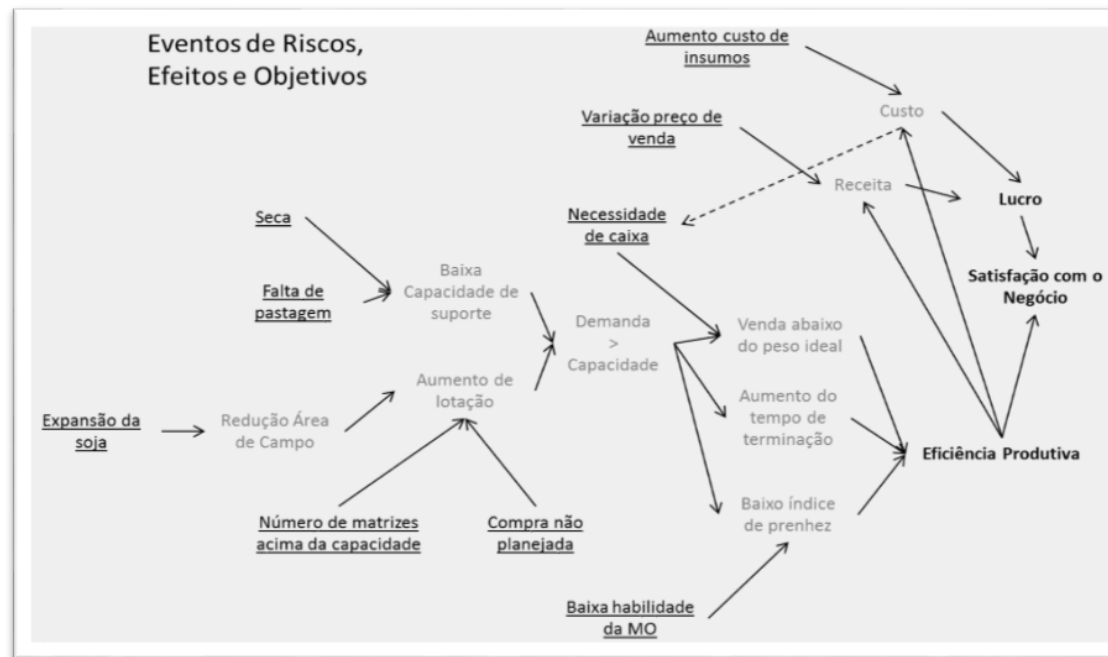 Eventos de Riscos,
Efeitos e Objetivos
Aumento custo de
insumos
Custo
Variação preço de
venda
Receita
Lucro
Seca
Necessidade
de caixa
Satisfação com o
Negócio
Baixa
Capacidade de
suporte
Falta de
pastagem
Demanda
>
Capacidade
Venda abaixo
do peso ideal
Aumento de
lotação
Aumento do
tempo de
terminação
Expansão da
soja
Redução Área
de Campo
Eficiência Produtiva
Baixo índice
de prenhez
Número de matrizes
acima da capacidade
Compra não
planejada
Baixa habilidade
da MO